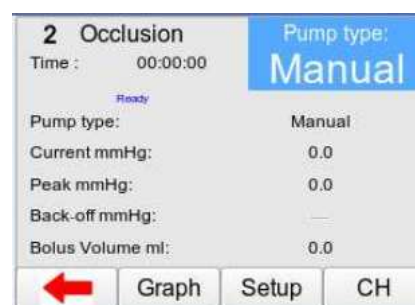 2 Occlusion
Pump type:
Manual
Time : 00:00:00
Ready
Pump type: Manual
Current mmHg: 0.0
Peak mmHg: 0.0
Back-off mmHg: —
Bolus Volume ml: 0.0
Graph Setup CH